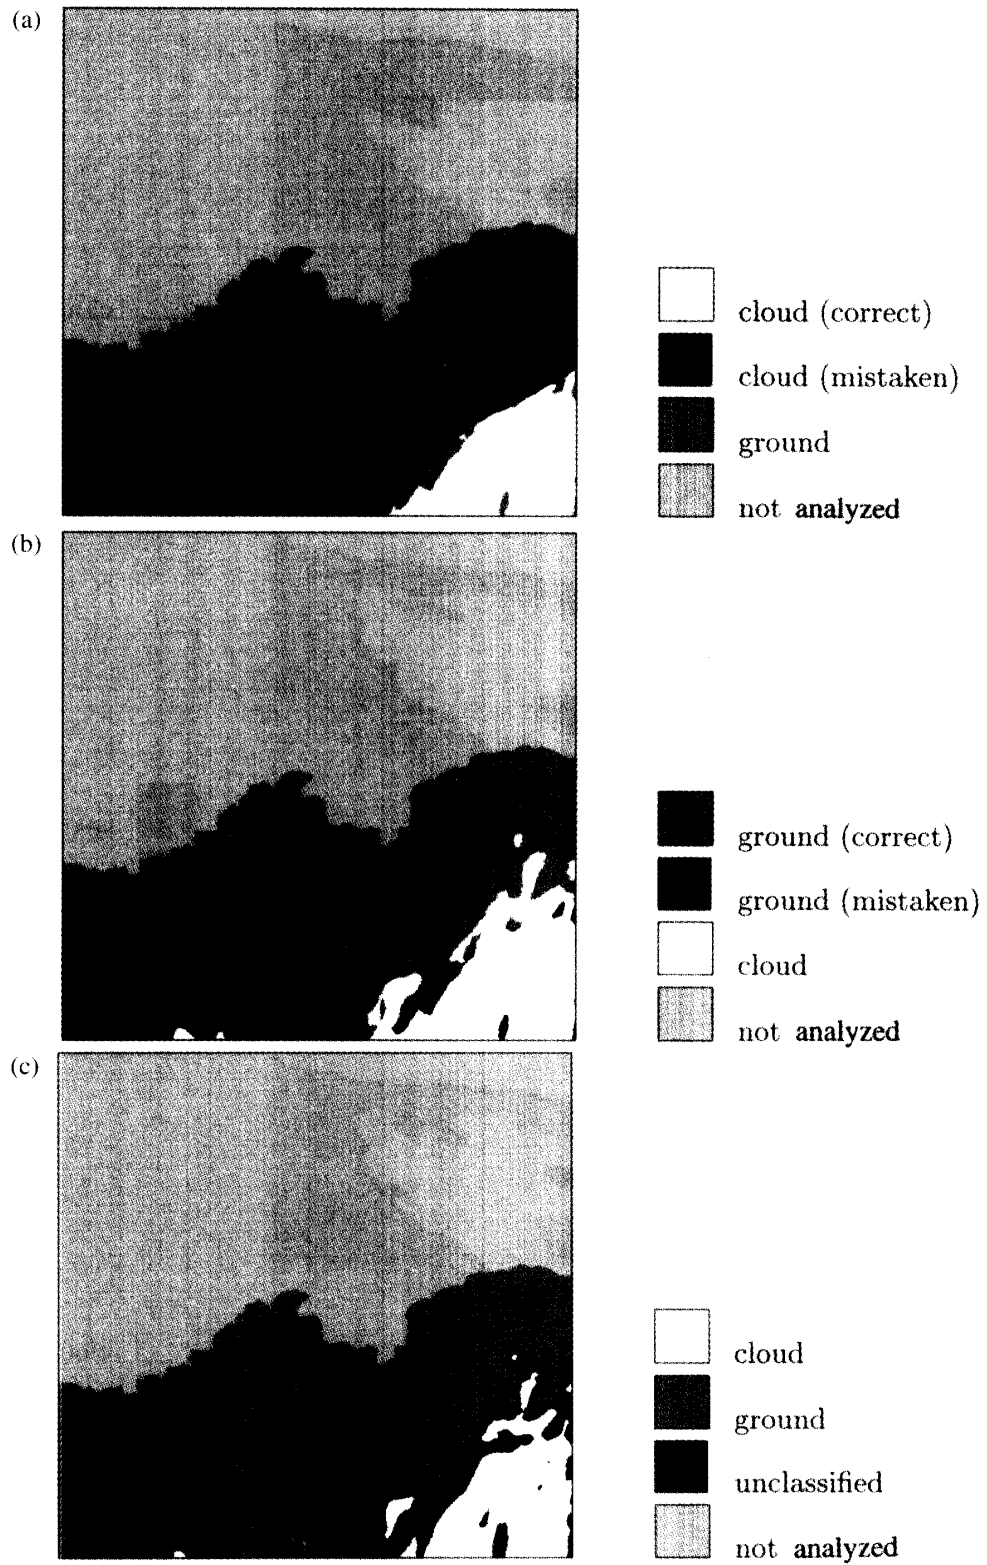 (a)
cloud (correct)
cloud (mistaken)
ground
not analyzed
(b)
ground (correct)
ground (mistaken)
cloud
not analyzed
(c)
cloud
ground
unclassified
not analyzed